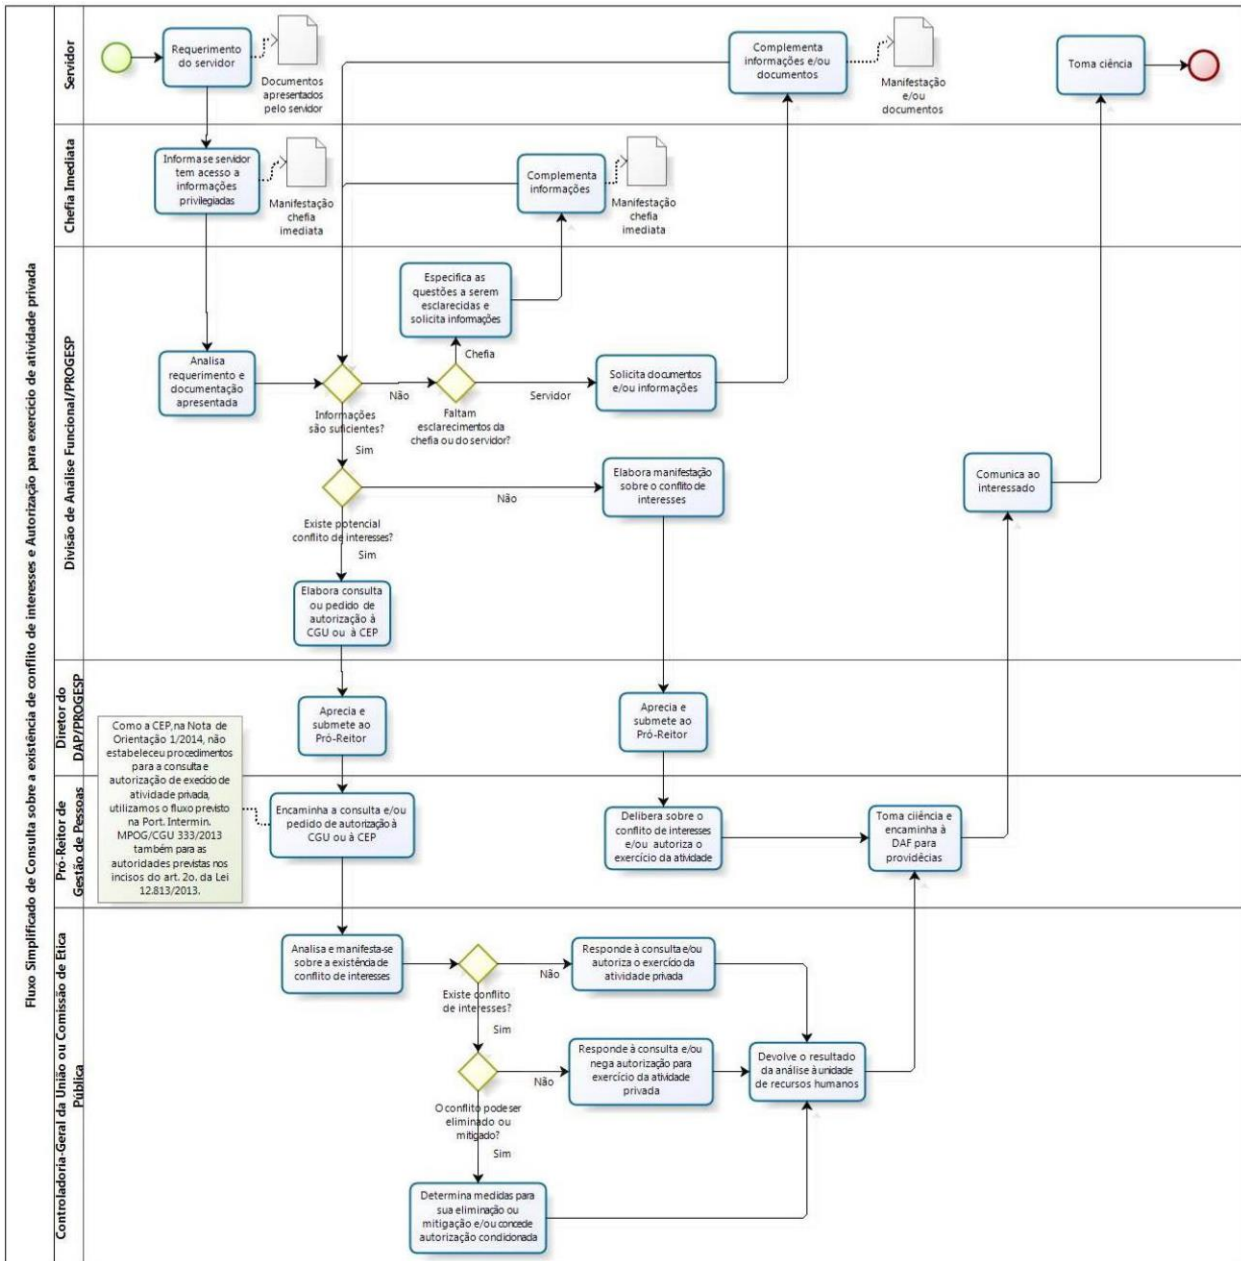 Fluxo Simplificado de Consulta sobre a existência de conflito de interesses e Autorização para exercício de atividade privada
Servidor
Requerimento
do servidor
Documentos
apresentados
pelo servidor
Complementa
informações e/ou
documentos
Manifestação
e/ou
documentos
Toma ciência
Chefia Imediata
Informa se servidor
tem acesso a
informações
privilegiadas
Manifestação
chefia
imediata
Complementa
informações
Manifestação
chefia
imediata
Divisão de Análise Funcional/PROGESP
Especifica as
questões a serem
esclarecidas e
solicita informações
Chefia
Analisa
requerimento e
documentação
apresentada
Informações
são suficientes?
Não
Faltam
esclarecimentos da
chefia ou do servidor?
Servidor
Solicita documentos
e/ou informações
Sim
Existe potencial
conflito de interesses?
Não
Elabora manifestação
sobre o conflito de
interesses
Comunica ao
interessado
Sim
Elabora consulta
ou pedido de
autorização à
CGU ou à CEP
Diretor do
DAP/PROGESP
Aprecia e
submete ao
Pró-Reitor
Aprecia e
submete ao
Pró-Reitor
Como a CEP, na Nota de
Orientação 1/2014, não
estabeleceu procedimentos
para a consulta e
autorização de execício de
atividade privada,
utilizamos o fluxo previsto
na Port. Intermin.
MPOG/CGU 333/2013
também para as
autoridades previstas nos
incisos do art. 2o. da Lei
12.813/2013.
Pró-Reitor de
Gestão de Pessoas
Encaminha a consulta e/ou
pedido de autorização à
CGU ou à CEP
Delibera sobre o
conflito de interesses
e/ou autoriza o
exercício da atividade
Toma ciiência e
encaminha à
DAF para
providêcias
Controladoria-Geral da União ou Comissão de Ética
Pública
Analisa e manifesta-se
sobre a existência de
conflito de interesses
Existe conflito
de interesses?
Não
Responde à consulta e/ou
autoriza o exercído da
atividade privada
Sim
O conflito pode ser
eliminado ou
mitigado?
Não
Responde à consulta e/ou
nega autorização para
exercício da atividade
privada
Devolve o resultado
da análise à unidade
de recursos humanos
Sim
Determina medidas para
sua eliminação ou
mitigação e/ou concede
autorização condicionada